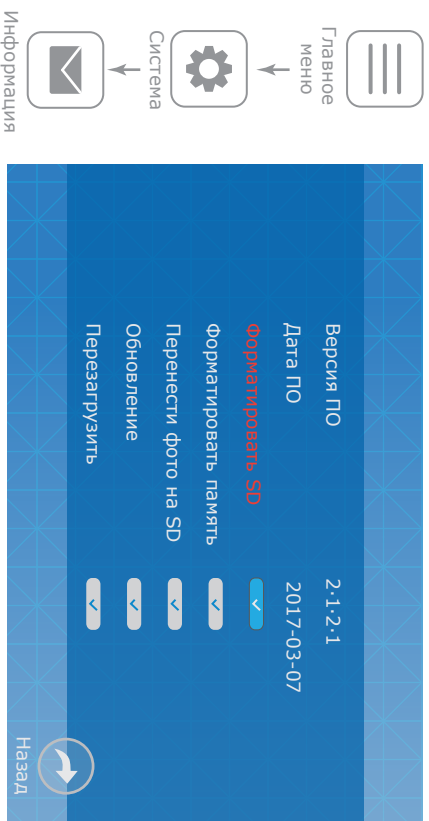 Главное
меню
Система
Информация
Версия ПО 2·1·2·1
Дата ПО 2017-03-07
Форматировать SD
Форматировать память
Перенести фото на SD
Обновление
Перезагрузить
Назад